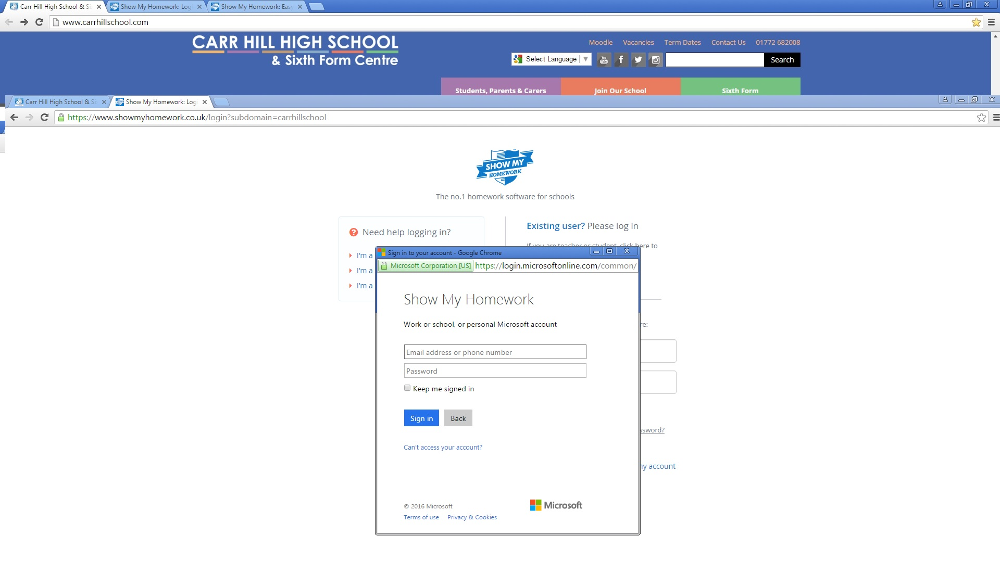 Carr Hill High School & Si
Show My Homework: Log
Show My Homework: Easy
www.carrhillschool.com
CARR HILL HIGH SCHOOL
& Sixth Form Centre
Moodle Vacancies Term Dates Contact Us 01772 682008
Select Language ▼ You Tube Search
Students, Parents & Carers Join Our School Sixth Form
Carr Hill High School & Si
Show My Homework: Log
https://www.showmyhomework.co.uk/login?subdomain=carrhillschool
SHOW MY
HOMEWORK
The no.1 homework software for schools
Need help logging in?
I'm a
I'm a
I'm a
Existing user? Please log in
If you are teacher or student, click here to
Sign in to your account - Google Chrome
Microsoft Corporation [US] https://login.microsoftonline.com/common/
Show My Homework
Work or school, or personal Microsoft account
re:
Email address or phone number
Password
Keep me signed in
Sign in Back
ssword?
Can't access your account?
ny account
© 2016 Microsoft
Microsoft
Terms of use Privacy & Cookies